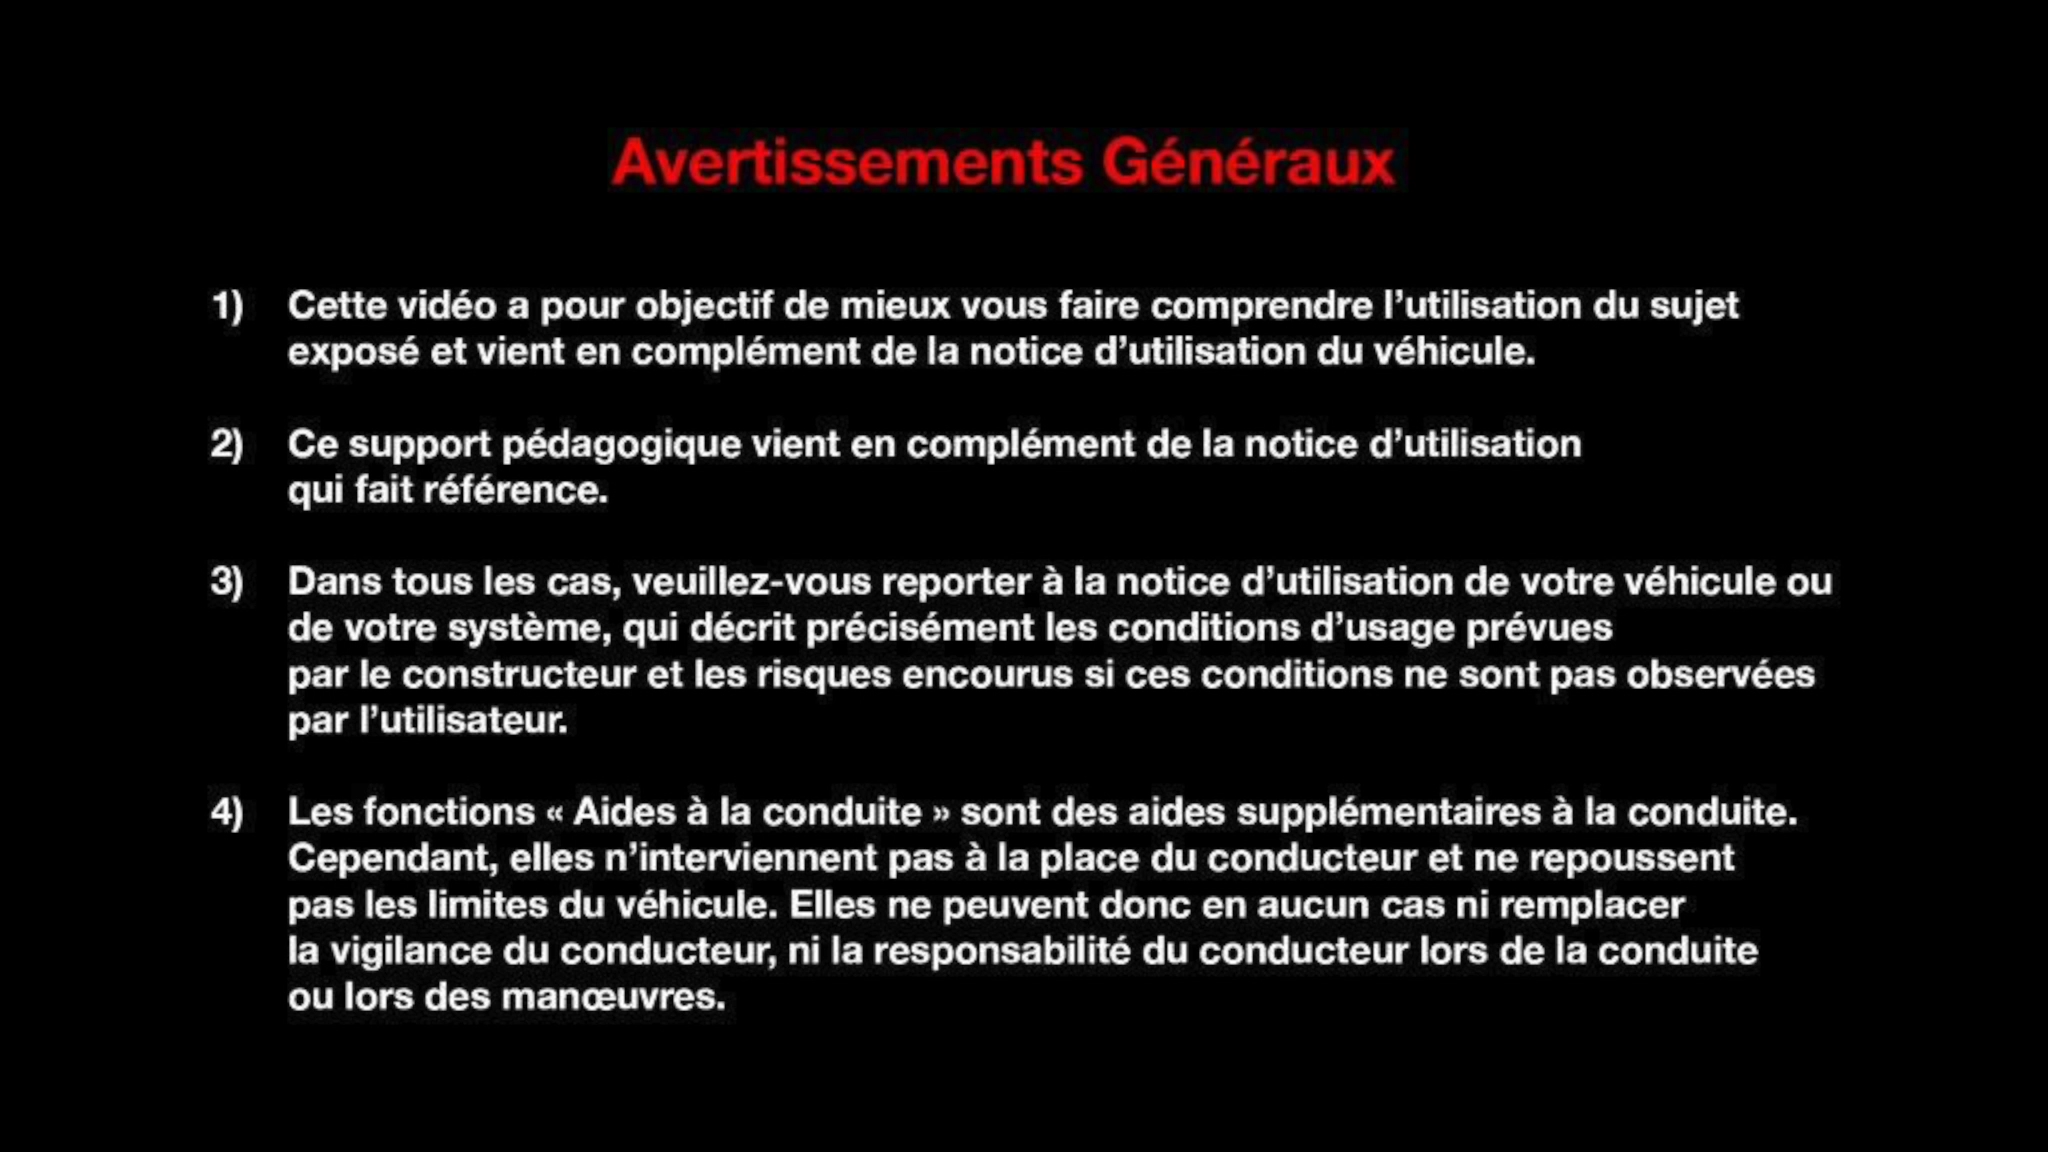 Avertissements Généraux
1) Cette vidéo a pour objectif de mieux vous faire comprendre l’utilisation du sujet
exposé et vient en complément de la notice d’utilisation du véhicule.
2) Ce support pédagogique vient en complément de la notice d’utilisation
qui fait référence.
3) Dans tous les cas, veuillez-vous reporter à la notice d’utilisation de votre véhicule ou
de votre système, qui décrit précisément les conditions d’usage prévues
par le constructeur et les risques encourus si ces conditions ne sont pas observées
par l’utilisateur.
4) Les fonctions « Aides à la conduite » sont des aides supplémentaires à la conduite.
Cependant, elles n’interviennent pas à la place du conducteur et ne repoussent
pas les limites du véhicule. Elles ne peuvent donc en aucun cas ni remplacer
la vigilance du conducteur, ni la responsabilité du conducteur lors de la conduite
ou lors des manœuvres.